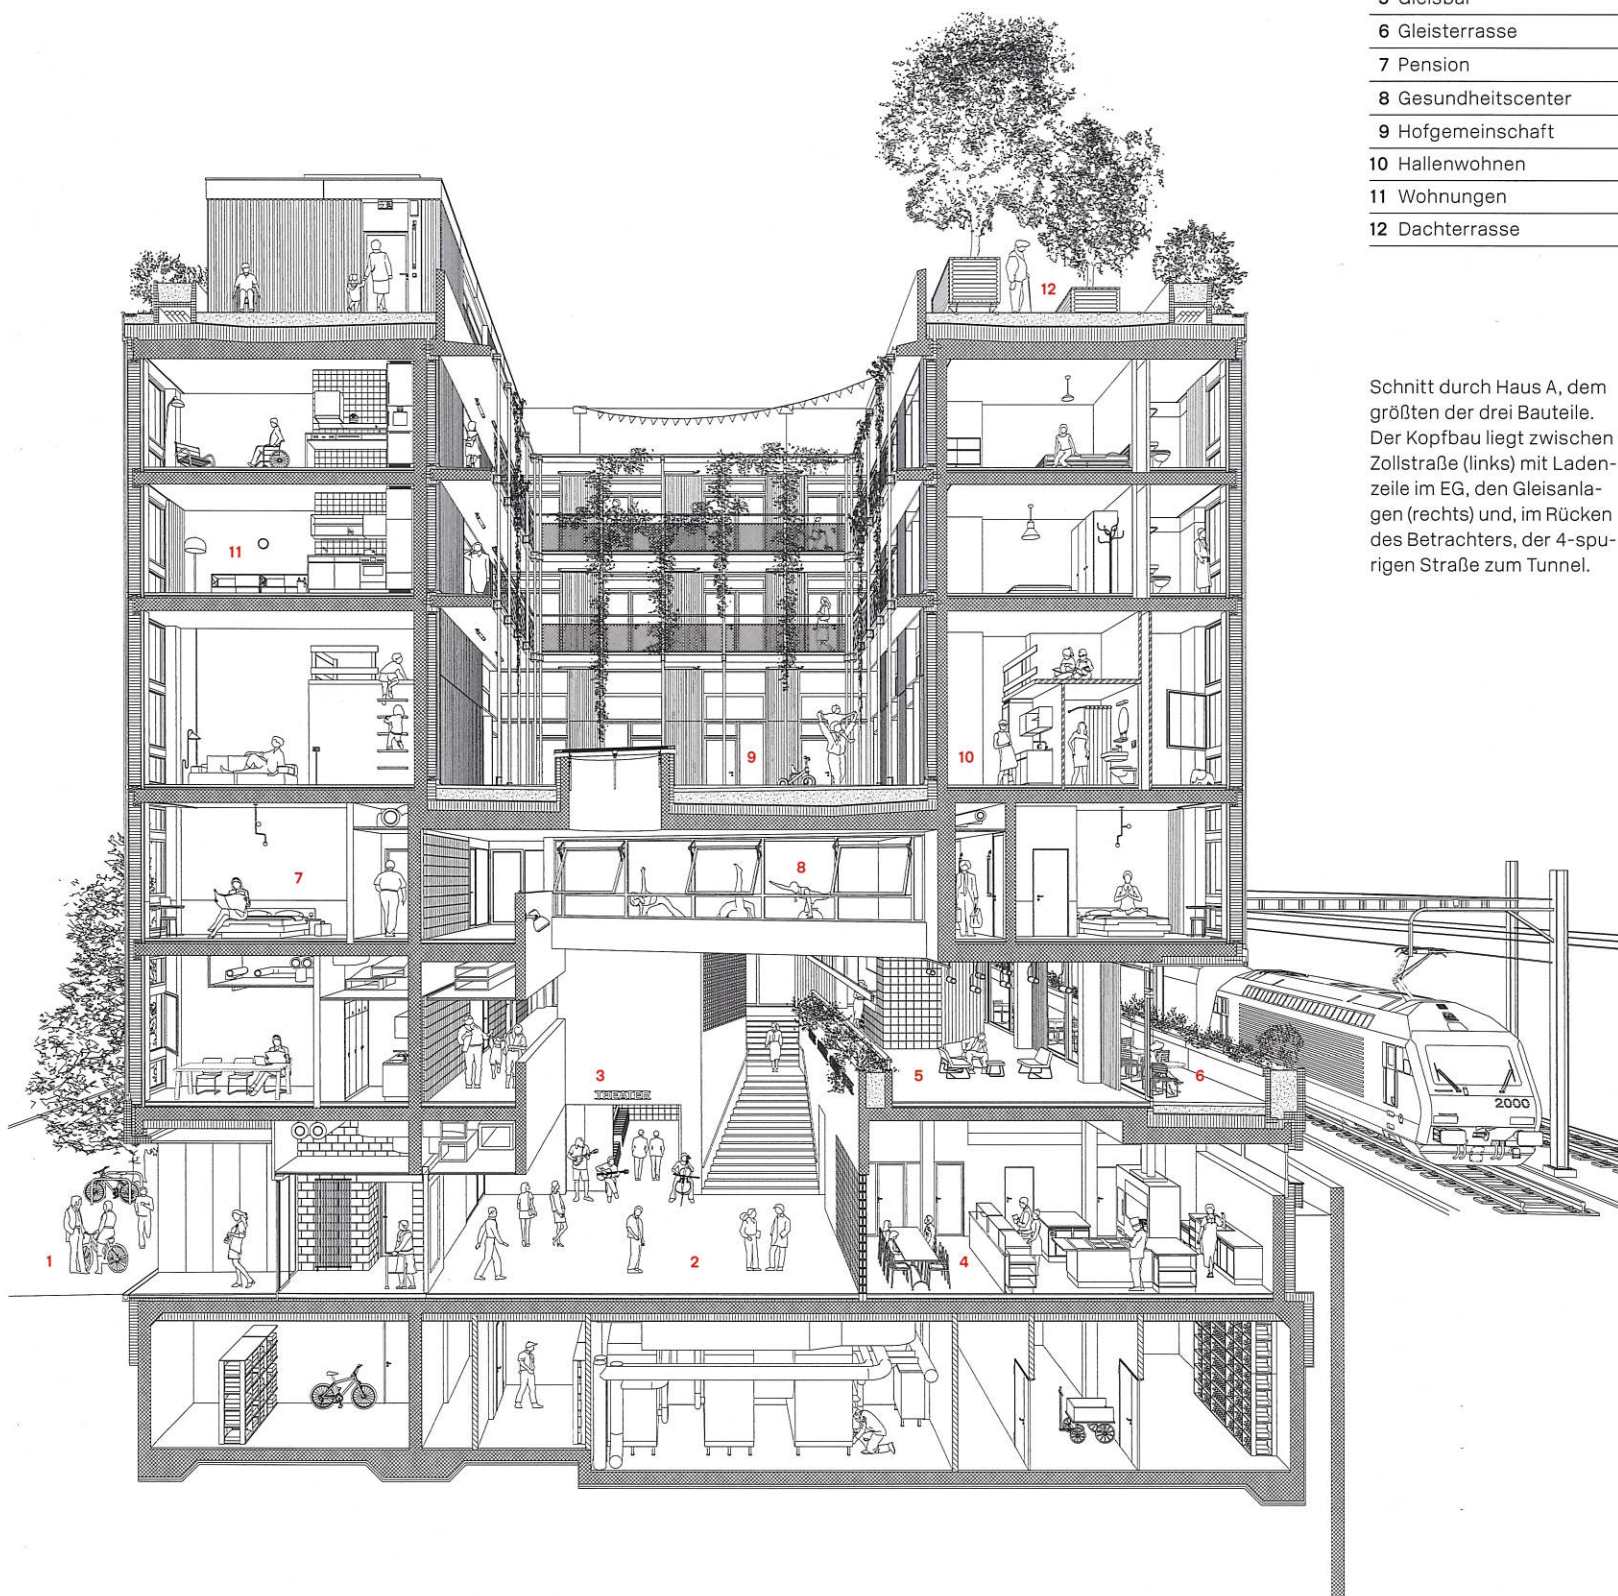 5 Gleisbar
6 Gleisterrasse
7 Pension
8 Gesundheitscenter
9 Hofgemeinschaft
10 Hallenwohnen
11 Wohnungen
12 Dachterrasse
12
Schnitt durch Haus A, dem
größten der drei Bauteile.
Der Kopfbau liegt zwischen
Zollstraße (links) mit Laden-
zeile im EG, den Gleisanla-
gen (rechts) und, im Rücken
des Betrachters, der 4-spu-
rigen Straße zum Tunnel.
11
9
10
7
8
3
5
6
THEATER
2000
1
2
4